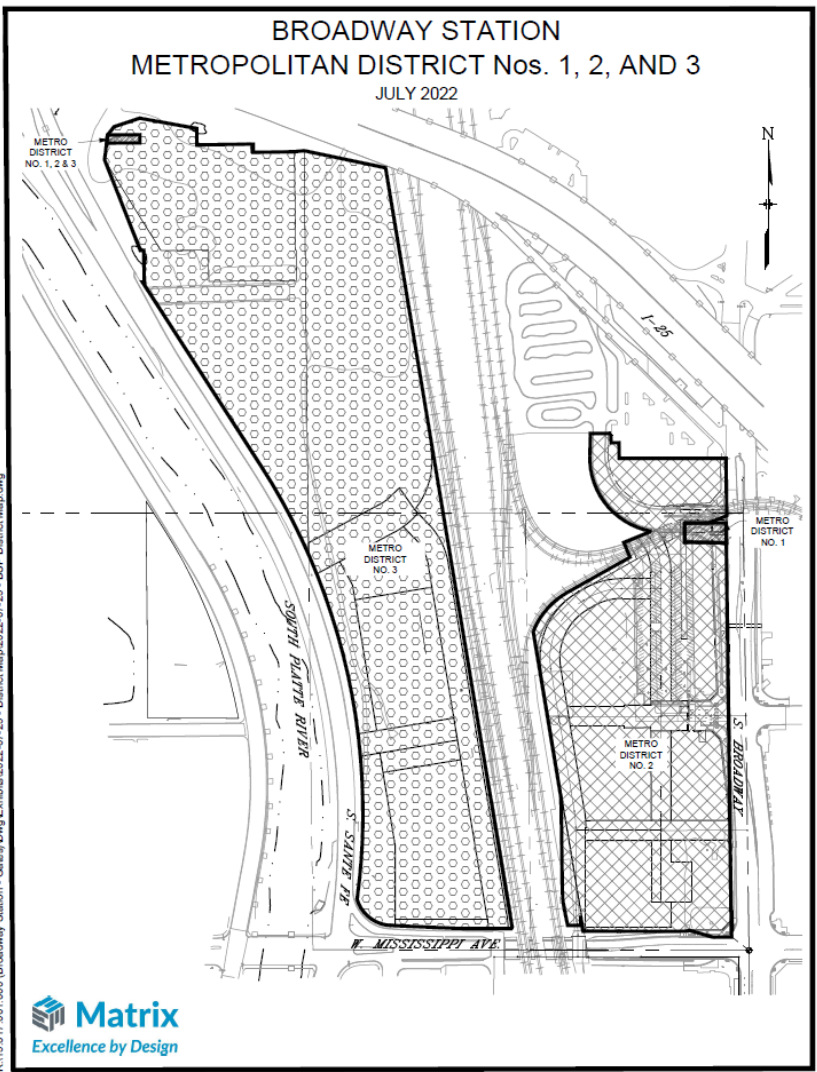 BROADWAY STATION
METROPOLITAN DISTRICT Nos. 1, 2, AND 3
JULY 2022
METRO
DISTRICT
NO. 1, 2 & 3
N
I-25
METRO
DISTRICT
NO. 1
METRO
DISTRICT
NO. 3
SOUTH PLATTE RIVER
METRO
DISTRICT
NO. 2
S. BROADWAY
S. SANTE FE
W. MISSISSIPPI AVE.
Matrix
Excellence by Design